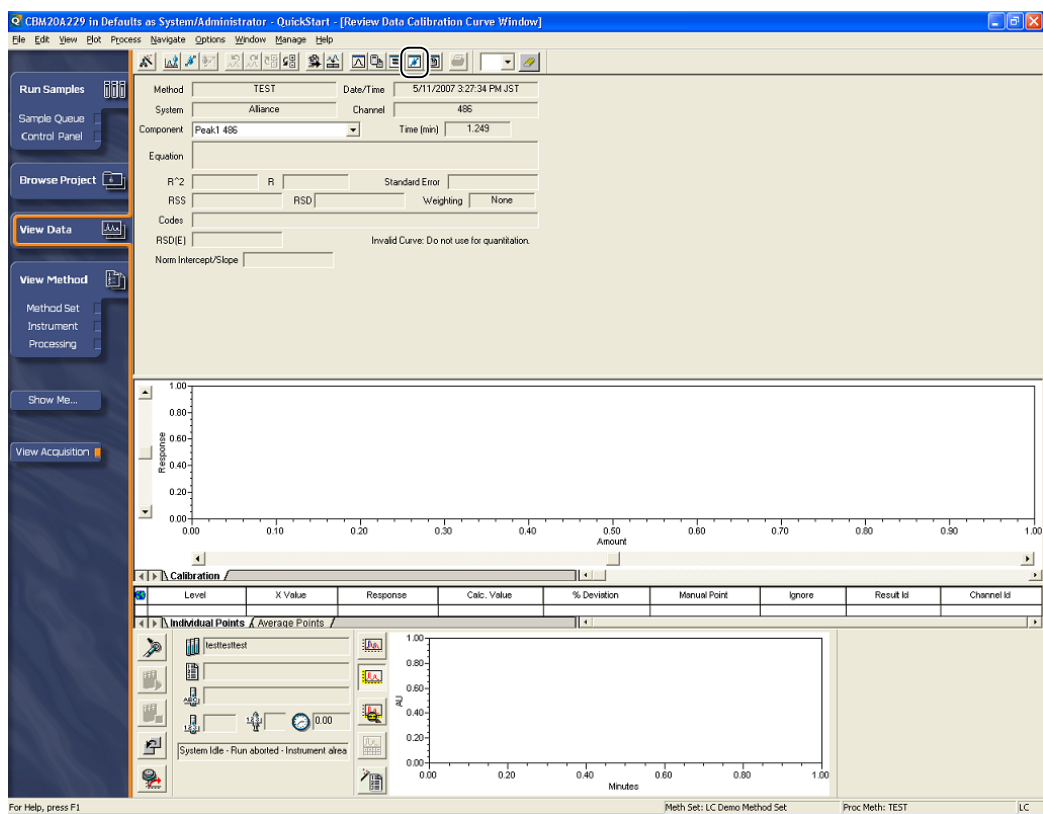 CBM20A229 in Defaults as System/Administrator - QuickStart - [Review Data Calibration Curve Window]
File Edit View Plot Process Navigate Options Window Manage Help
Run Samples
Sample Queue
Control Panel
Browse Project
View Data
View Method
Method Set
Instrument
Processing
Show Me...
View Acquisition
Method TEST Date/Time 5/11/2007 3:27:34 PM JST
System Alliance Channel 486
Component Peak1 486 Time (min) 1.249
Equation
R^2 R Standard Error
RSS RSD Weighting None
Codes
RSD(E) Invalid Curve: Do not use for quantitation.
Norm Intercept/Slope
Response
1.00
0.80
0.60
0.40
0.20
0.00
0.00 0.10 0.20 0.30 0.40 0.50 0.60 0.70 0.80 0.90 1.00
Amount
Calibration
Level X Value Response Calc. Value % Deviation Manual Point Ignore Result Id Channel Id
Individual Points Average Points
testtesttest
0.00
System Idle - Run aborted - Instrument alrea
AU
1.00
0.80
0.60
0.40
0.20
0.00
0.00 0.20 0.40 0.60 0.80 1.00
Minutes
For Help, press F1 Meth Set: LC Demo Method Set Proc Meth: TEST LC